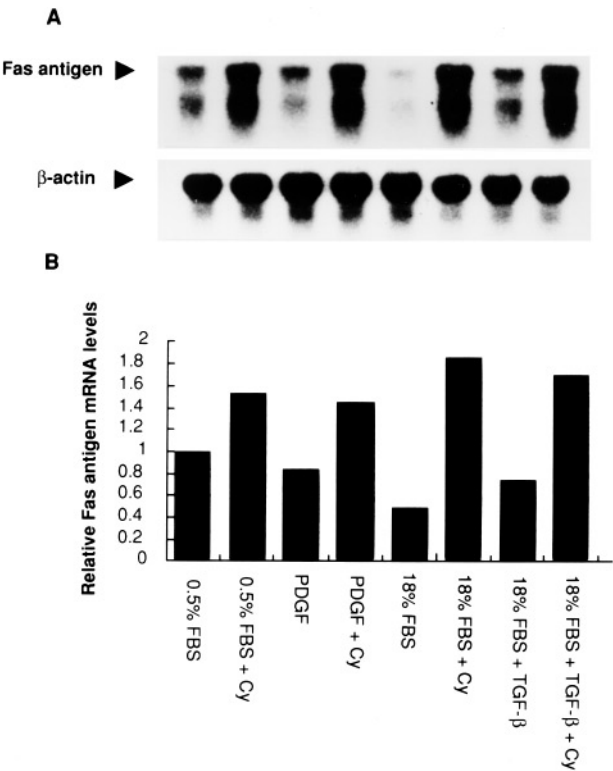 A
Fas antigen
β-actin
B
Relative Fas antigen mRNA levels
2
1.8
1.6
1.4
1.2
1
0.8
0.6
0.4
0.2
0
0.5% FBS
0.5% FBS + Cy
PDGF
PDGF + Cy
18% FBS
18% FBS + Cy
18% FBS + TGF-β
18% FBS + TGF-β + Cy